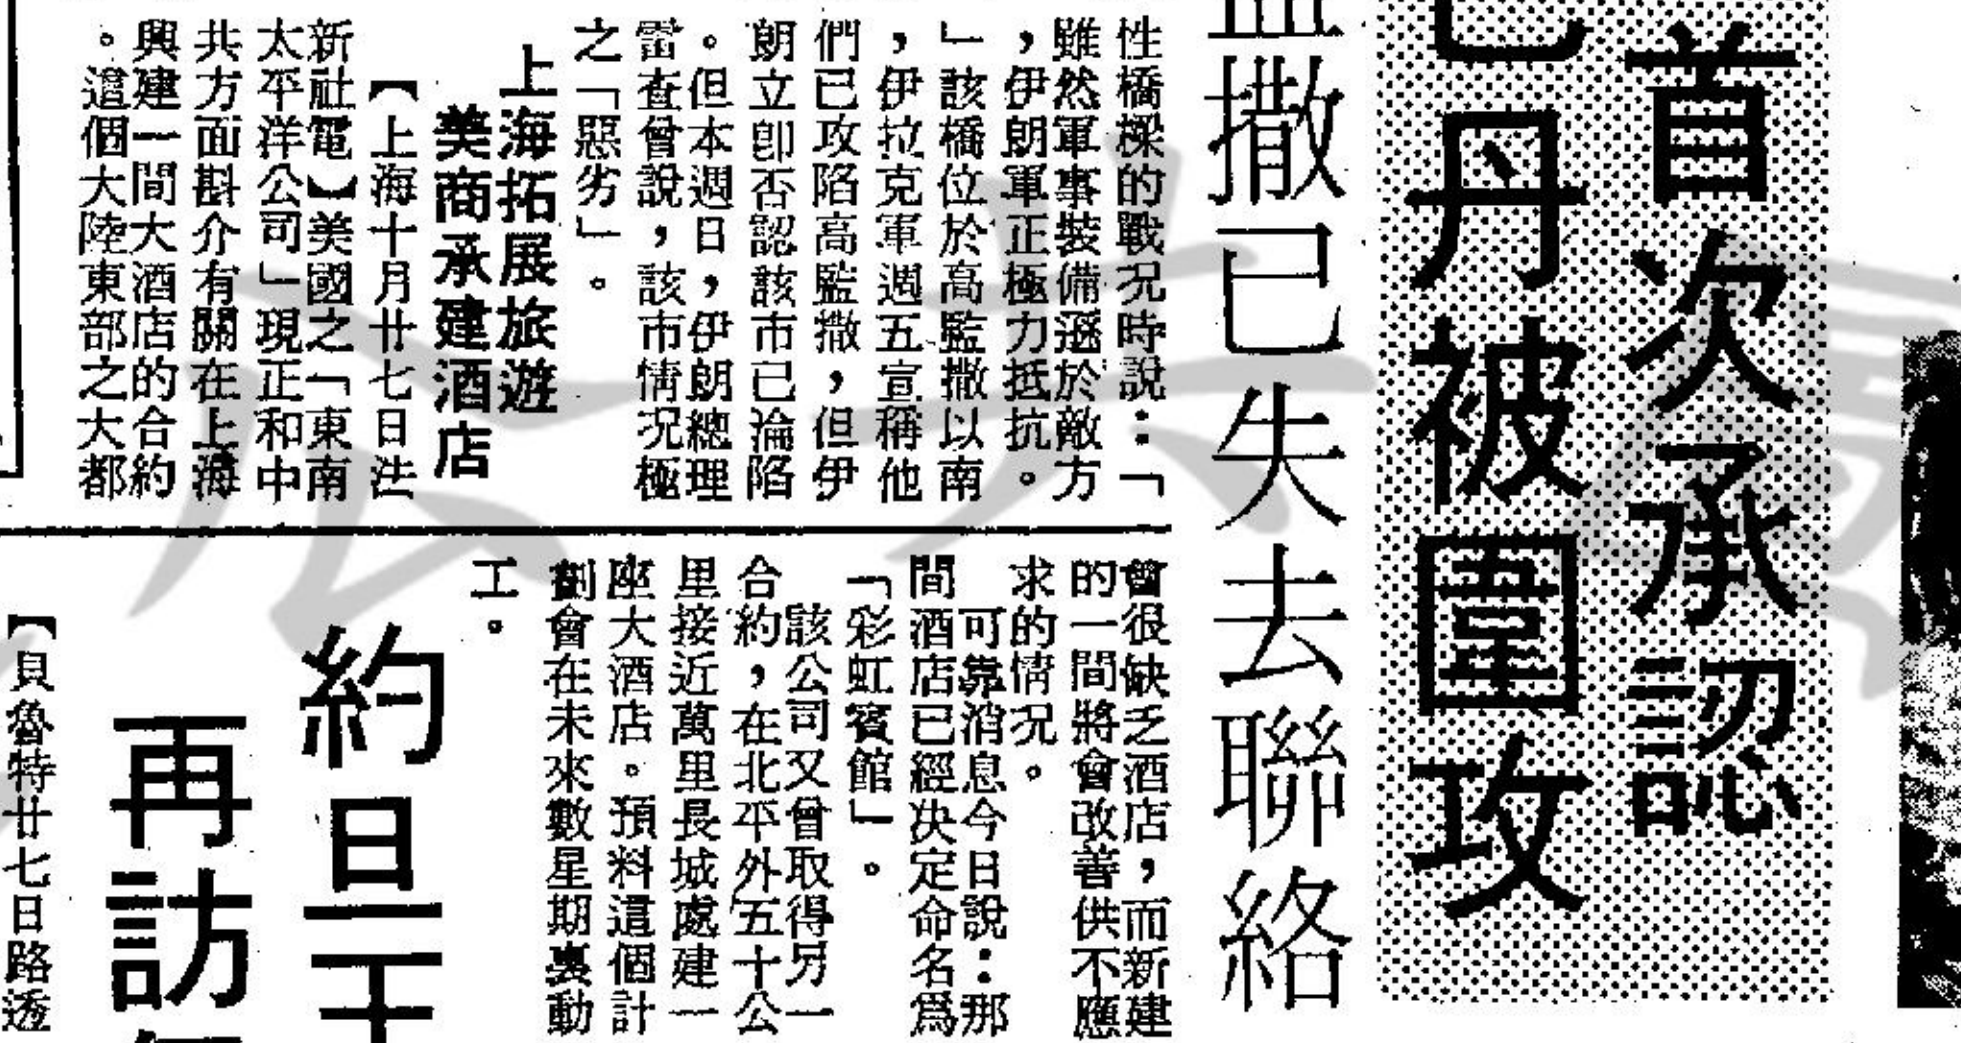 首次承認
丹被圍攻
撒已失去聯絡
性橋樑的戰况時說：「
雖然軍事裝備遜於敵方
，伊朗軍正極力抵抗。
」該橋位於高監撒以南
，伊拉克軍週五宣稱他
們已攻陷高監撒，但伊
朗立卽否認該市已淪陷
。但本週日，伊朗總理
雷查曾說，該市情况極
之「惡劣」。
上海拓展旅遊
美商承建酒店
【上海十月廿七日法
新社電】美國之「東南
太平洋公司」現正和中
共方面斟介有關在上海
興建一間大酒店的合約
。這個大陸東部之大都
會很缺乏酒店，而新建
的一間將會改善供不應
求的情况。
可靠消息今日說：那
間酒店已經决定命名爲
「彩虹賓館」。
該公司又曾取得另一
合約，在北平外五十公
里接近萬里長城處建一
座大酒店。預料這個計
劃會在未來數星期裏動
工。
約旦王
再訪
【貝魯特廿七日路透
公共